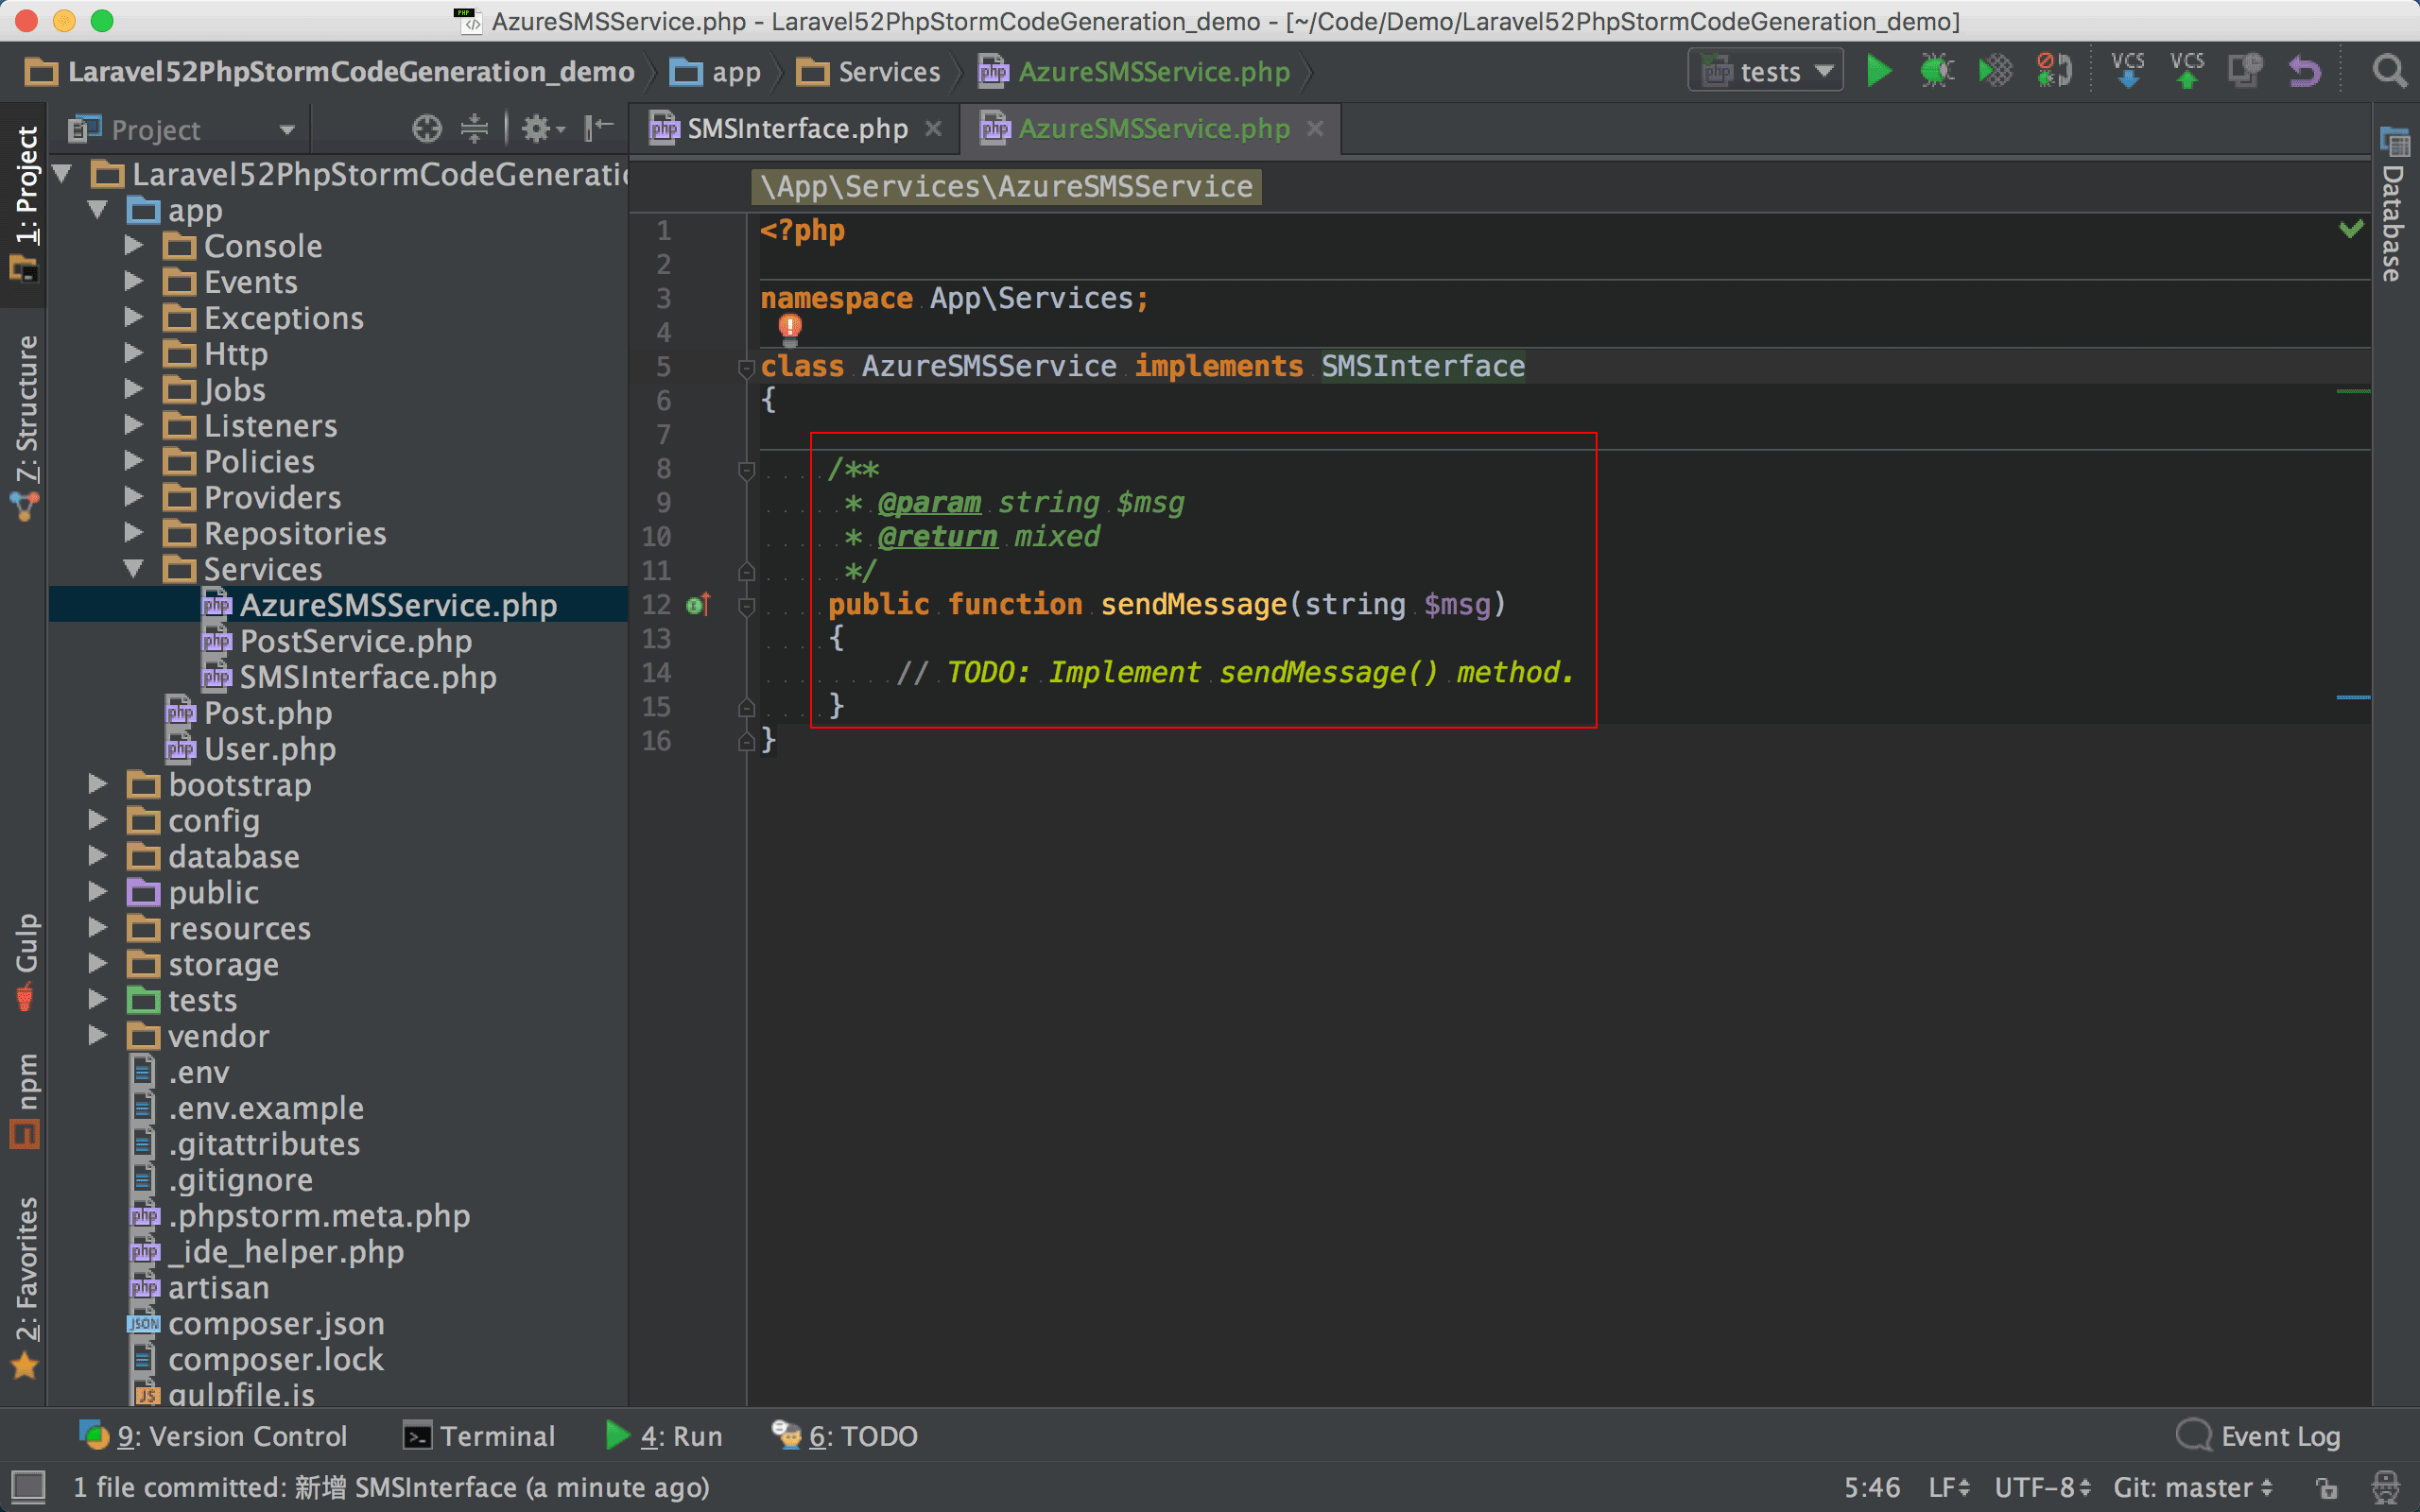 AzureSMSService.php - Laravel52PhpStormCodeGeneration_demo - [~/Code/Demo/Laravel52PhpStormCodeGeneration_demo]
Laravel52PhpStormCodeGeneration_demo app Services AzureSMSService.php tests VCS VCS
Project
SMSInterface.php AzureSMSService.php
1: Project
Z: Structure
Gulp
npm
2: Favorites
Laravel52PhpStormCodeGeneratio
app
Console
Events
Exceptions
Http
Jobs
Listeners
Policies
Providers
Repositories
Services
AzureSMSService.php
PostService.php
SMSInterface.php
Post.php
User.php
bootstrap
config
database
public
resources
storage
tests
vendor
.env
.env.example
.gitattributes
.gitignore
.phpstorm.meta.php
_ide_helper.php
artisan
composer.json
composer.lock
gulpfile.js
\App\Services\AzureSMSService
1 <?php
2
3 namespace App\Services;
4
5 class AzureSMSService implements SMSInterface
6 {
7
8 /**
9 * @param string $msg
10 * @return mixed
11 */
12 public function sendMessage(string $msg)
13 {
14 // TODO: Implement sendMessage() method.
15 }
16 }
Database
9: Version Control Terminal 4: Run 6: TODO Event Log
1 file committed: 新增 SMSInterface (a minute ago) 5:46 LF UTF-8 Git: master